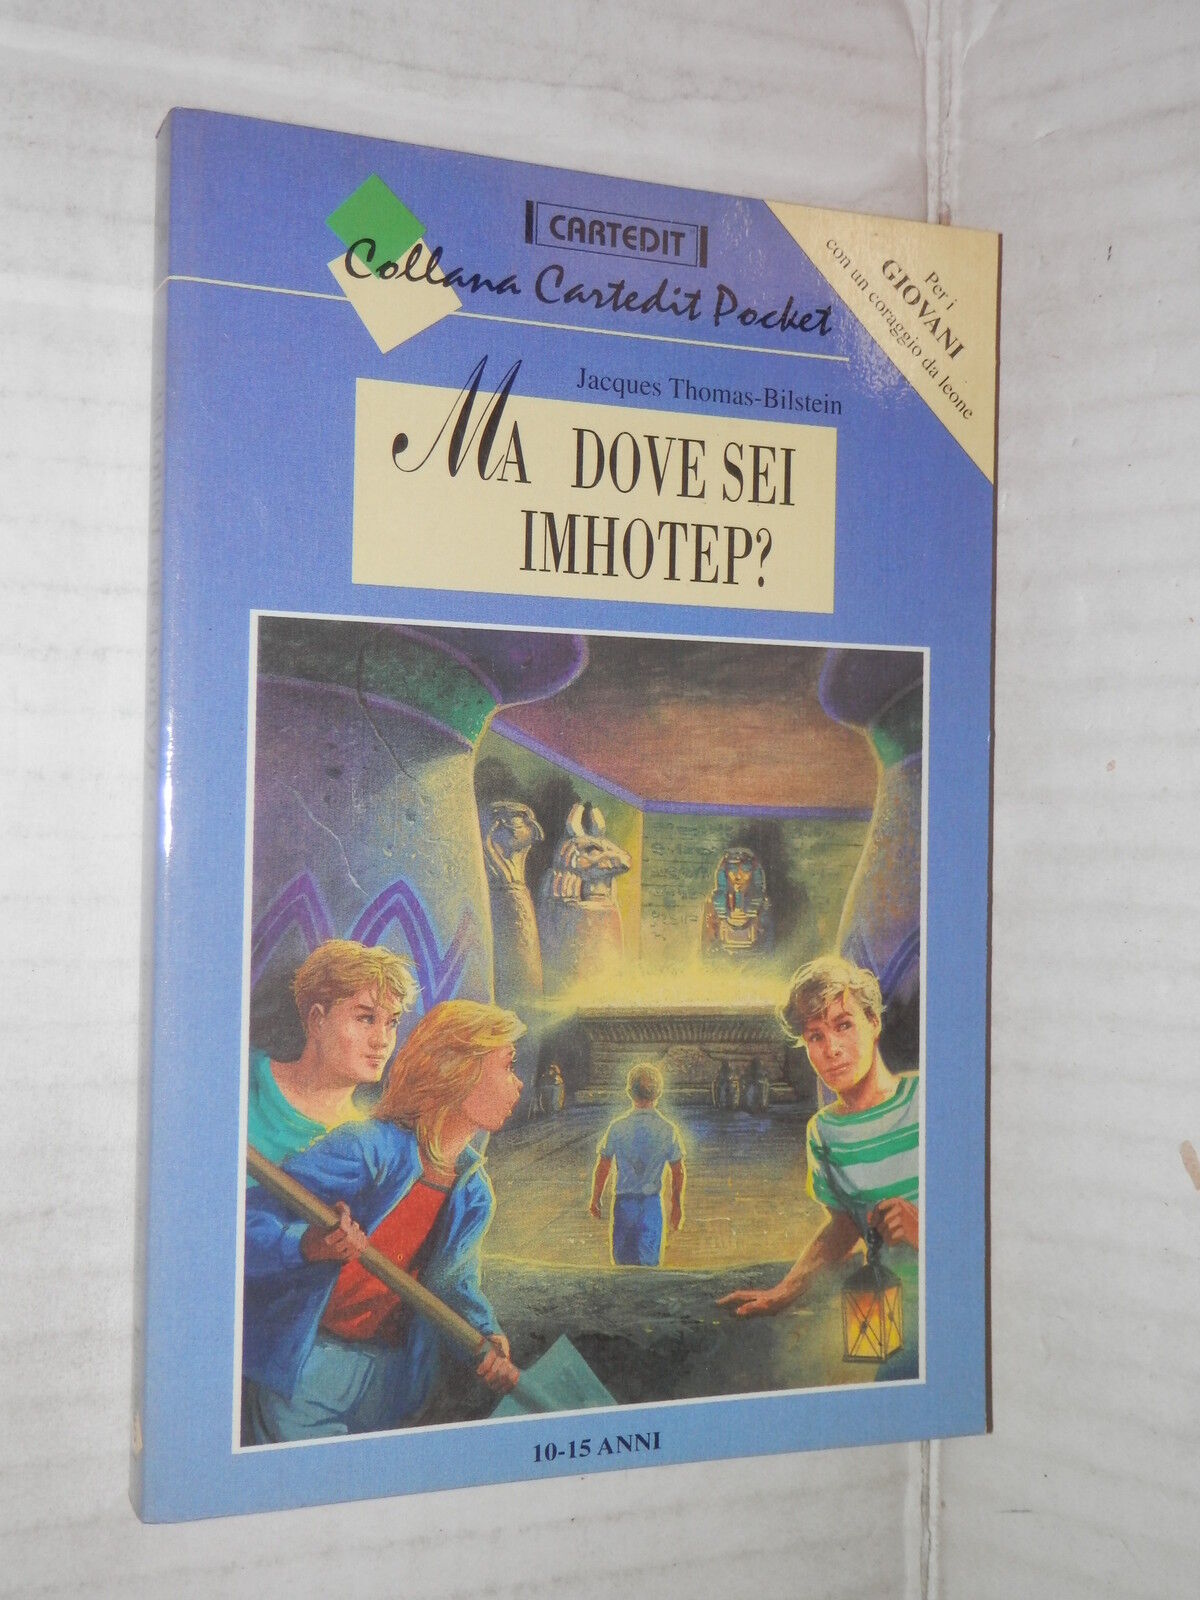 CARTEDIT
Collana Cartedit Pocket
Per i
GIOVANI
con un coraggio da leone
Jacques Thomas-Bilstein
MA DOVE SEI
IMHOTEP?
10-15 ANNI